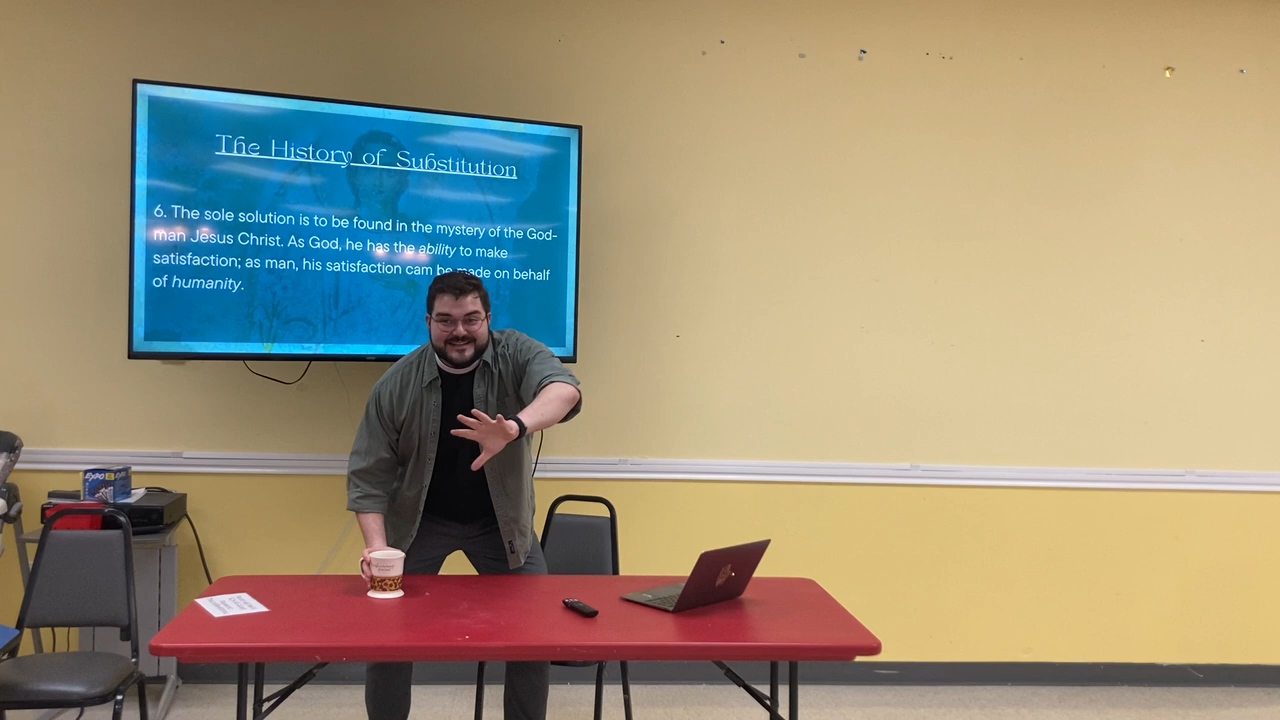 The History of Substitution
6. The sole solution is to be found in the mystery of the God-
man Jesus Christ. As God, he has the ability to make
satisfaction; as man, his satisfaction cam be made on behalf
of humanity.
EXPO